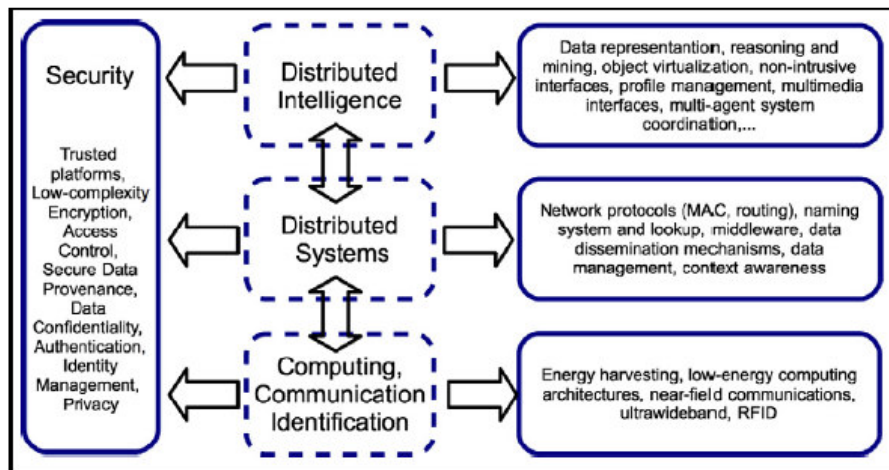 Security
Trusted
platforms,
Low-complexity
Encryption,
Access
Control,
Secure Data
Provenance,
Data
Confidentiality,
Authentication,
Identity
Management,
Privacy
Distributed
Intelligence
Data representantion, reasoning and
mining, object virtualization, non-intrusive
interfaces, profile management, multimedia
interfaces, multi-agent system
coordination,...
Distributed
Systems
Network protocols (MAC, routing), naming
system and lookup, middleware, data
dissemination mechanisms, data
management, context awareness
Computing,
Communication
Identification
Energy harvesting, low-energy computing
architectures, near-field communications,
ultrawideband, RFID